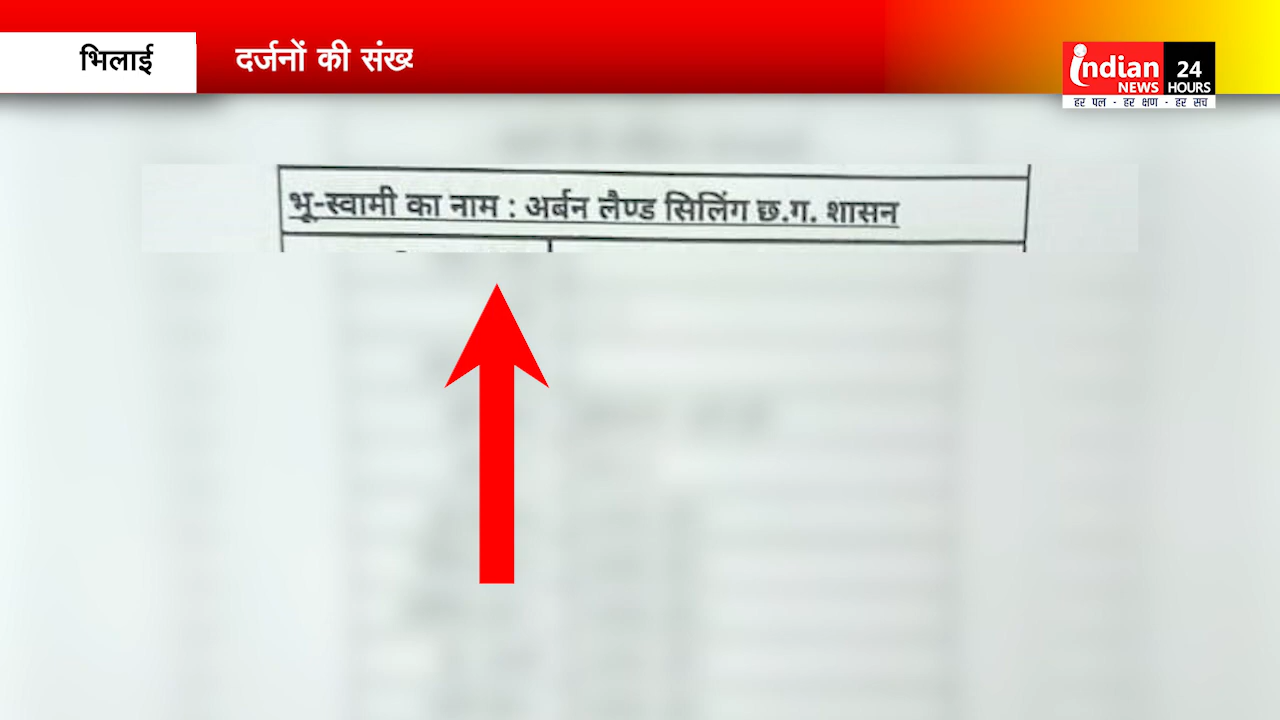 भिलाई
दर्जनों की संख्य
indian
NEWS
24
HOURS
हर पल - हर क्षण - हर सच
भू-स्वामी का नाम : अर्बन लैण्ड सिलिंग छ.ग. शासन